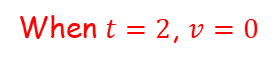 When t = 2, v = 0